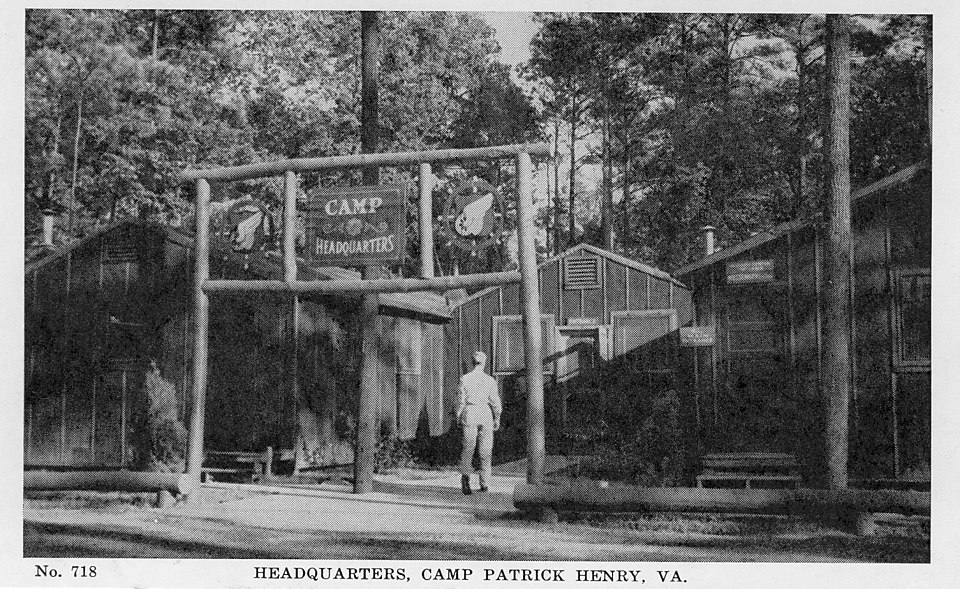 CAMP
HEADQUARTERS
No. 718
HEADQUARTERS, CAMP PATRICK HENRY, VA.